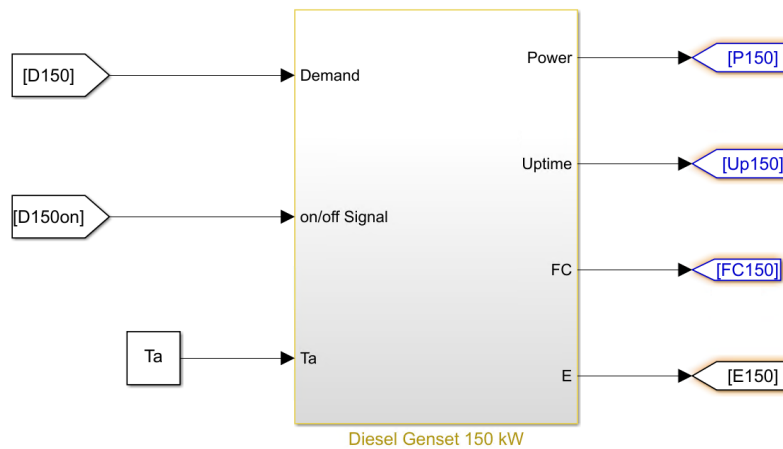 [D150]
Demand
Power
[P150]
Uptime
[Up150]
[D150on]
on/off Signal
FC
[FC150]
Ta
Ta
E
[E150]
Diesel Genset 150 kW